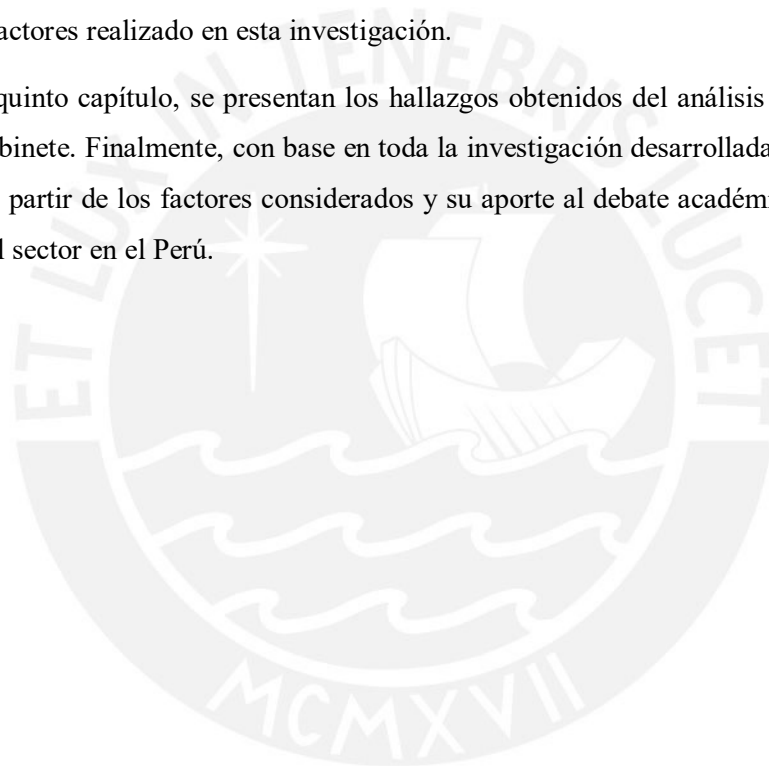 actores realizado en esta investigación.
quinto capítulo, se presentan los hallazgos obtenidos del análisis
binete. Finalmente, con base en toda la investigación desarrollada
partir de los factores considerados y su aporte al debate académi
l sector en el Perú.
ET LUX IN TENEBRIS LUCET
MCMXVII